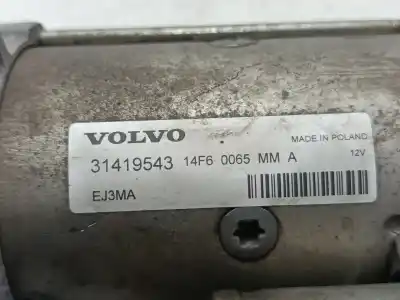 VOLVO
MADE IN POLAND
31419543 14F6 0065 MM A 12V
EJ3MA